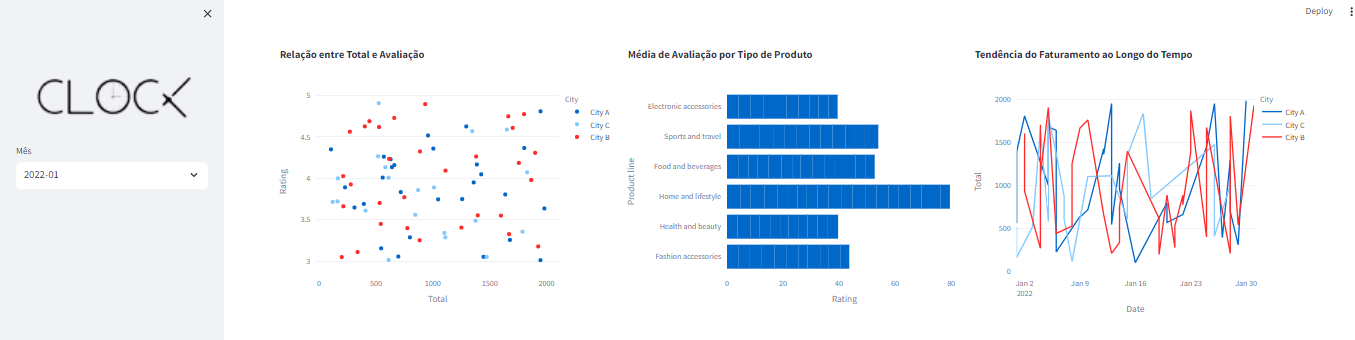 Deploy
CLOCK
Mês
2022-01
Relação entre Total e Avaliação
City
City A
City C
City B
5
4.5
4
3.5
3
Rating
0 500 1000 1500 2000
Total
Média de Avaliação por Tipo de Produto
Product line
Electronic accessories
Sports and travel
Food and beverages
Home and lifestyle
Health and beauty
Fashion accessories
0 20 40 60 80
Rating
Tendência do Faturamento ao Longo do Tempo
City
City A
City C
City B
2000
1500
1000
500
0
Total
Jan 2 Jan 9 Jan 16 Jan 23 Jan 30
2022
Date